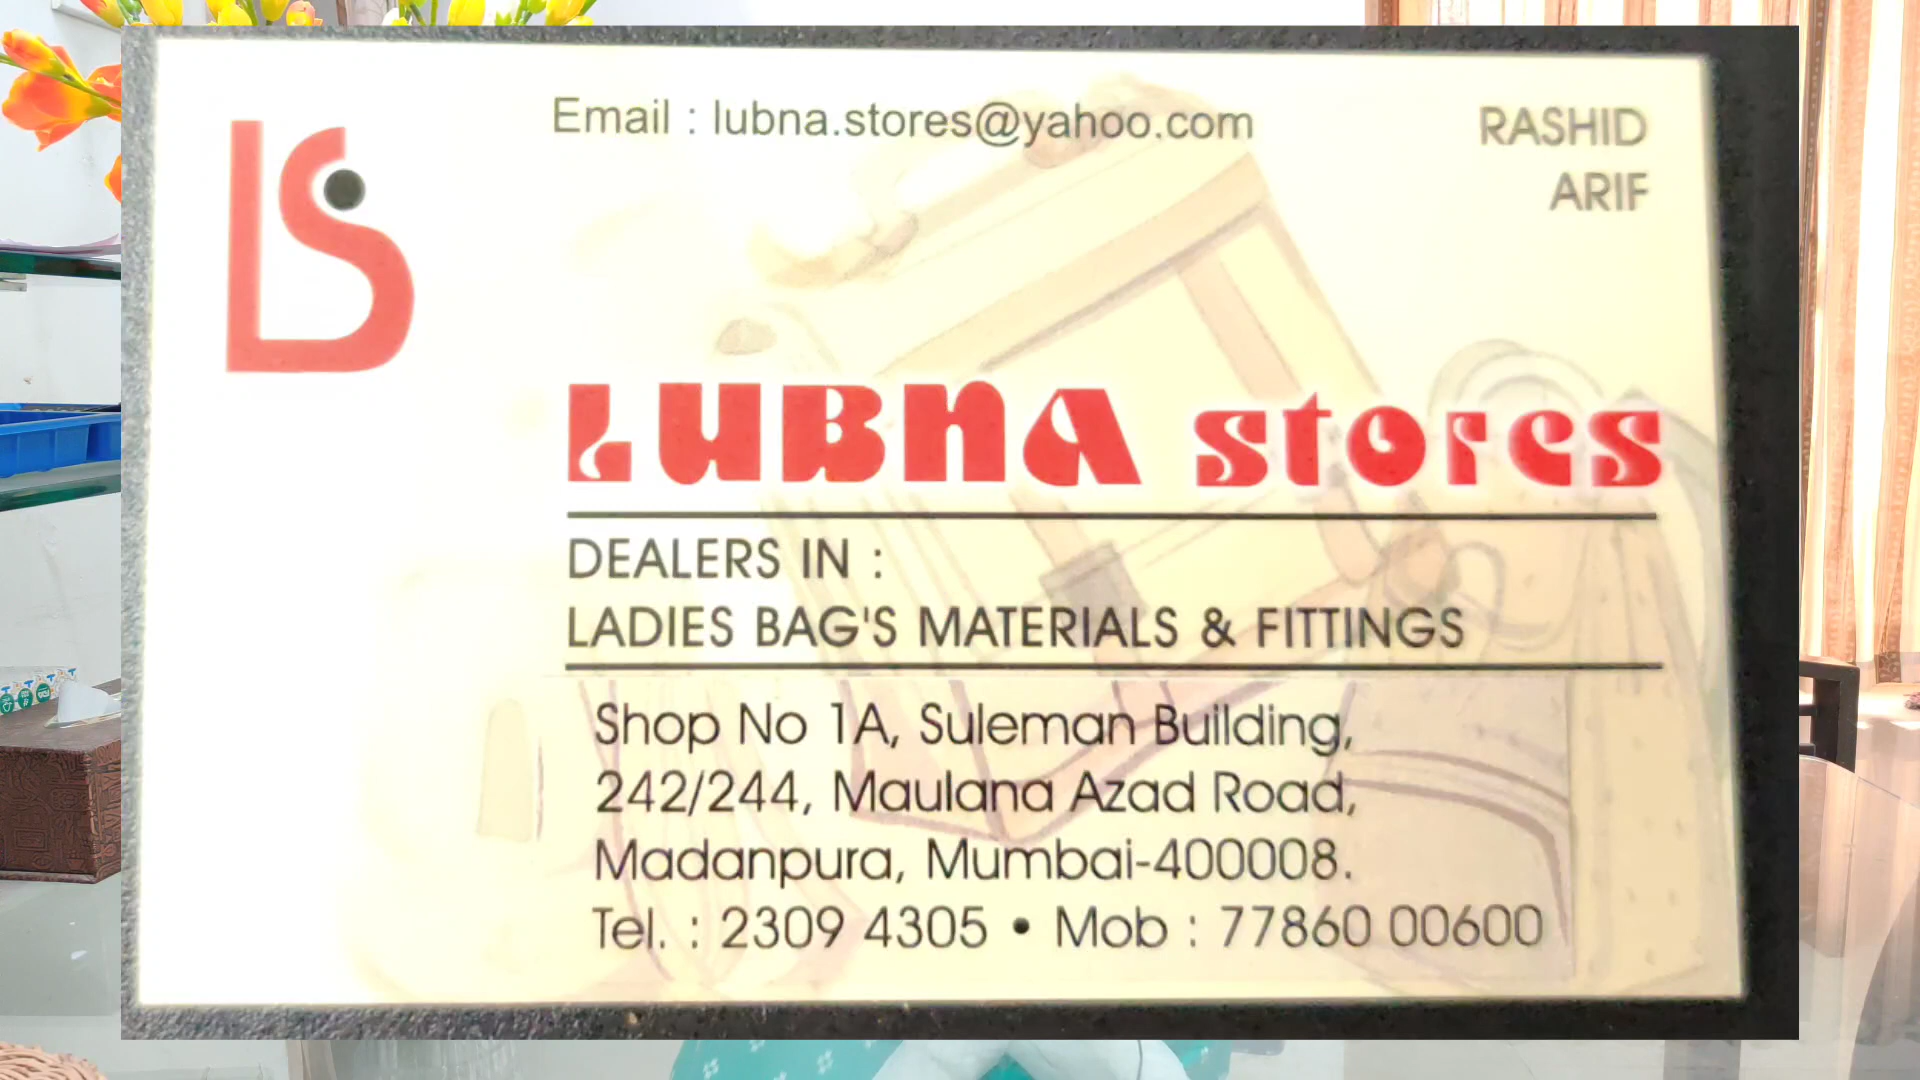 LS
Email : lubna.stores@yahoo.com
RASHID
ARIF
LUBNA stores
DEALERS IN :
LADIES BAG'S MATERIALS & FITTINGS
Shop No 1A, Suleman Building,
242/244, Maulana Azad Road,
Madanpura, Mumbai-400008.
Tel. : 2309 4305 • Mob : 77860 00600